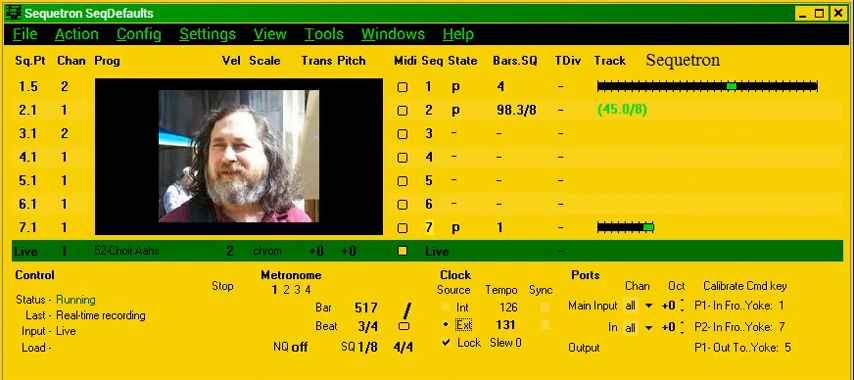 Sequetron SeqDefaults
File Action Config Settings View Tools Windows Help
Sq.Pt Chan Prog Vel Scale Trans Pitch Midi Seq State Bars.SQ TDiv Track Sequetron
1.5 2 1 p 4 -
2.1 1 2 p 98.3/8 - (45.0/8)
3.1 2 3 - - -
4.1 1 4 - - -
5.1 1 5 - - -
6.1 1 6 - - -
7.1 1 7 p 1 -
Live 1 52-Choir Aahs 2 chrom +0 +0 Live -
Control Metronome Clock Ports
Stop 1 2 3 4 Source Tempo Sync Chan Oct Calibrate Cmd key
Status - Running Bar 517 / Int 126 Main Input all +0 P1- In Fro..Yoke: 1
Last - Real-time recording
Input - Live Beat 3/4 Ext 131 In all +0 P2- In Fro..Yoke: 7
Load - NQ off SQ 1/8 4/4 Lock Slew 0 Output P1- Out To..Yoke: 5